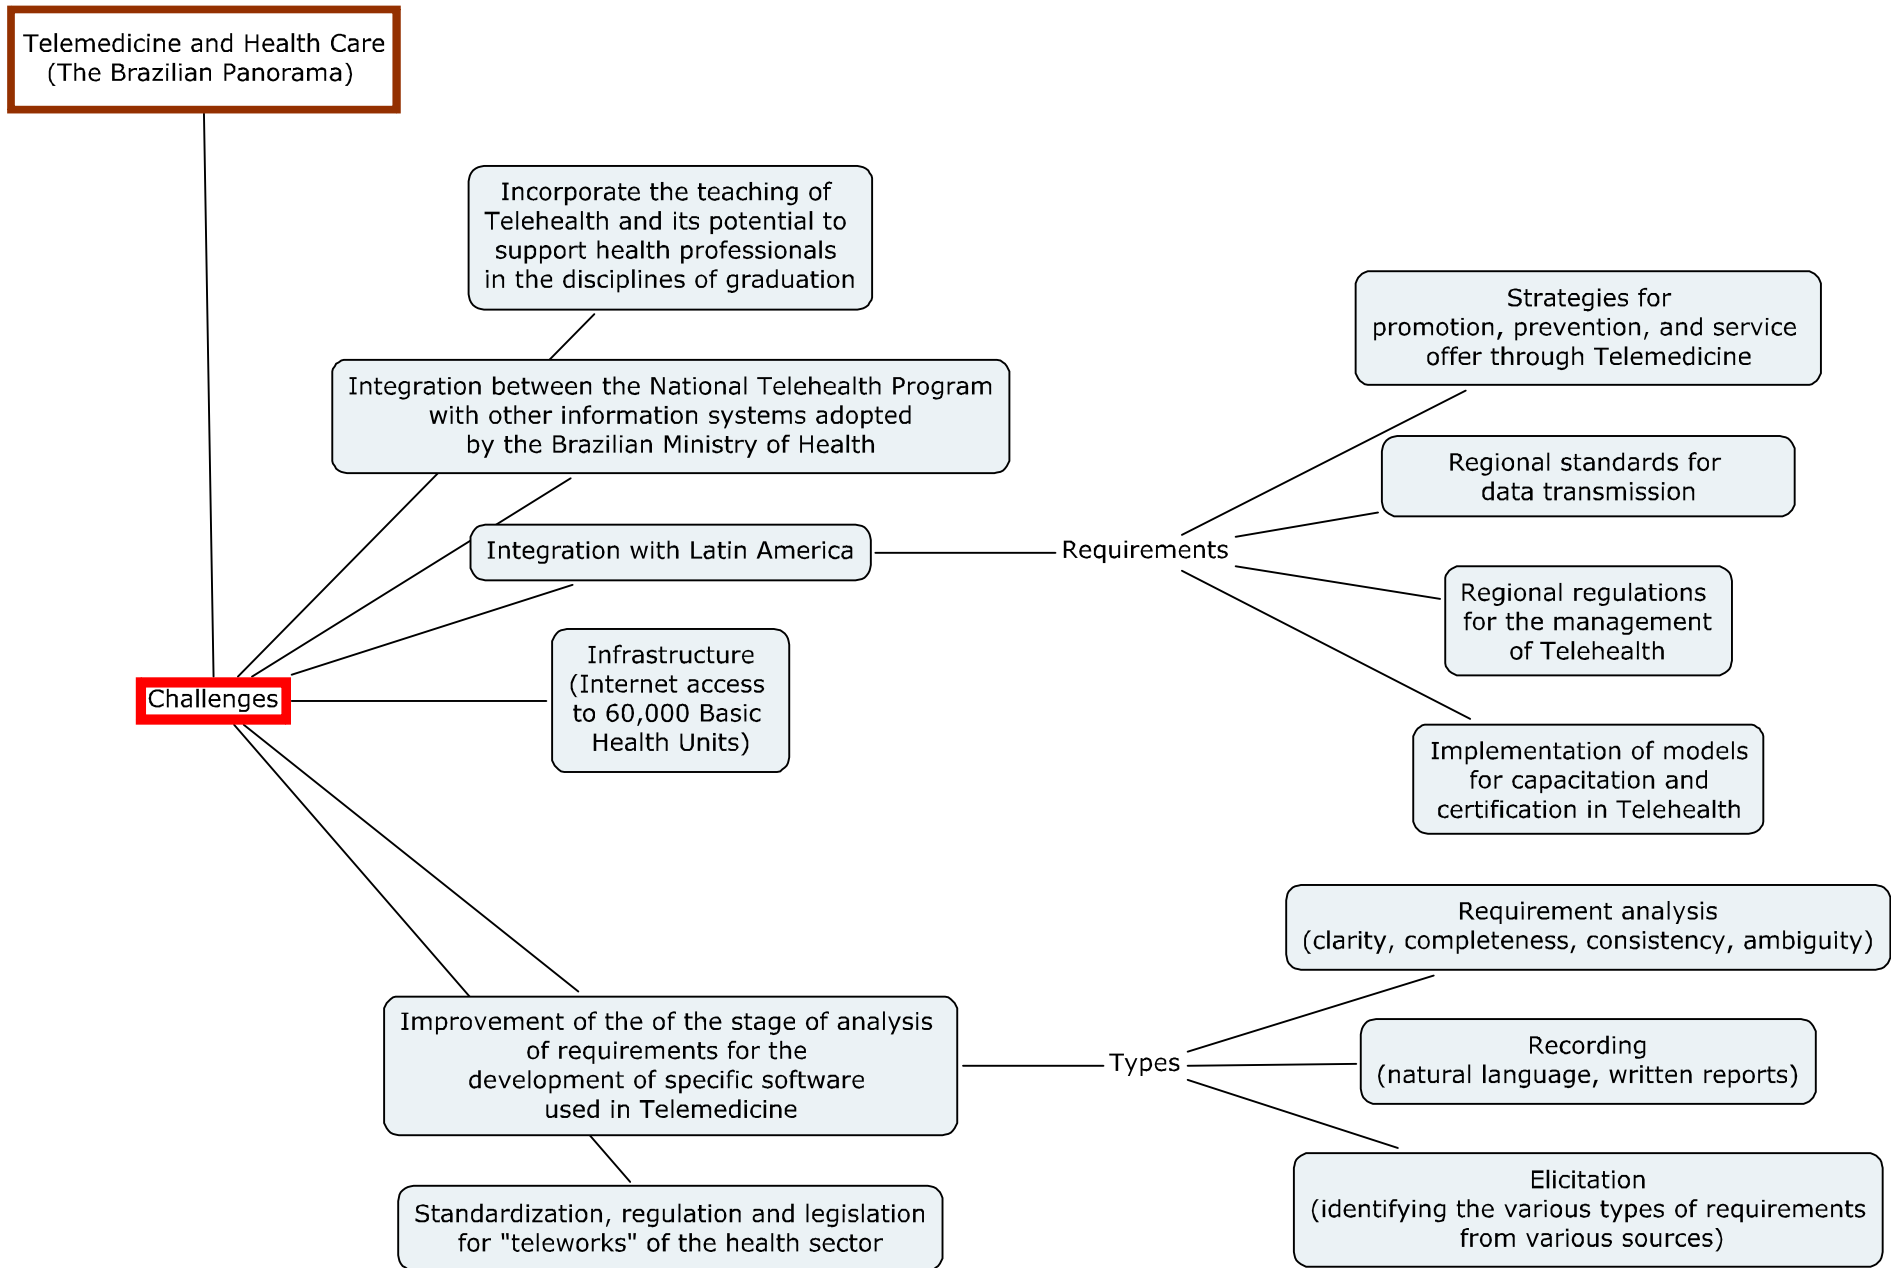 Telemedicine and Health Care
(The Brazilian Panorama)
Incorporate the teaching of
Telehealth and its potential to
support health professionals
in the disciplines of graduation
Integration between the National Telehealth Program
with other information systems adopted
by the Brazilian Ministry of Health
Integration with Latin America
Requirements
Strategies for
promotion, prevention, and service
offer through Telemedicine
Regional standards for
data transmission
Regional regulations
for the management
of Telehealth
Implementation of models
for capacitation and
certification in Telehealth
Challenges
Infrastructure
(Internet access
to 60,000 Basic
Health Units)
Improvement of the of the stage of analysis
of requirements for the
development of specific software
used in Telemedicine
Types
Requirement analysis
(clarity, completeness, consistency, ambiguity)
Recording
(natural language, written reports)
Elicitation
(identifying the various types of requirements
from various sources)
Standardization, regulation and legislation
for "teleworks" of the health sector